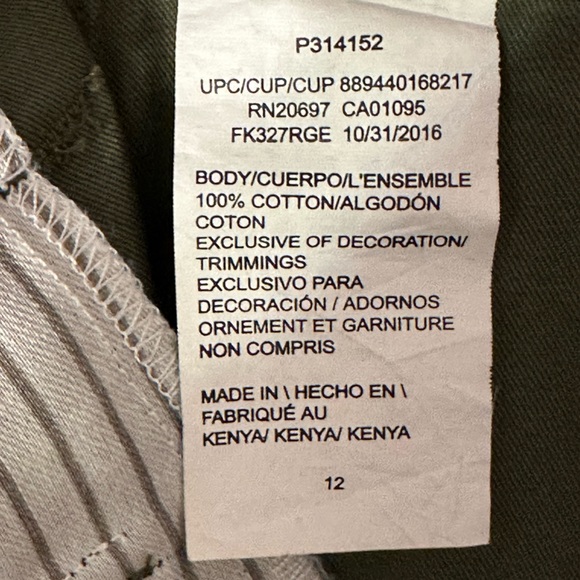 P314152
UPC/CUP/CUP 889440168217
RN20697 CA01095
FK327RGE 10/31/2016
BODY/CUERPO/L'ENSEMBLE
100% COTTON/ALGODÓN
COTON
EXCLUSIVE OF DECORATION/
TRIMMINGS
EXCLUSIVO PARA
DECORACIÓN / ADORNOS
ORNEMENT ET GARNITURE
NON COMPRIS
MADE IN \ HECHO EN \
FABRIQUÉ AU
KENYA/ KENYA/ KENYA
12